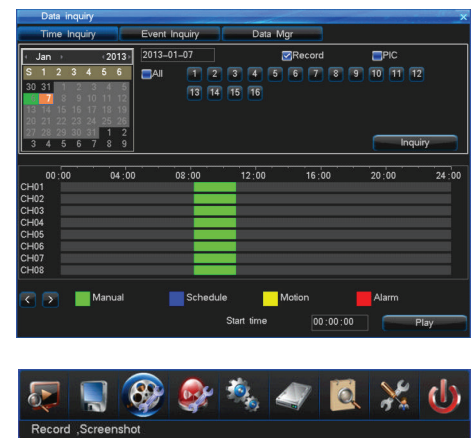 Data inquiry
Time Inquiry Event Inquiry Data Mgr
Jan 2013 2013-01-07 Record PIC
S 1 2 3 4 5 6 All 1 2 3 4 5 6 7 8 9 10 11 12
30 31 1 2 3 4 5 13 14 15 16
7 8 9 10 11 12
13 14 15 16 17 18 19
20 21 22 23 24 25 26
27 28 29 30 31 1 2
3 4 5 6 7 8 9 Inquiry
00:00 04:00 08:00 12:00 16:00 20:00 24:00
CH01
CH02
CH03
CH04
CH05
CH06
CH07
CH08
Manual Schedule Motion Alarm
Start time 00:00:00 Play
Record ,Screenshot